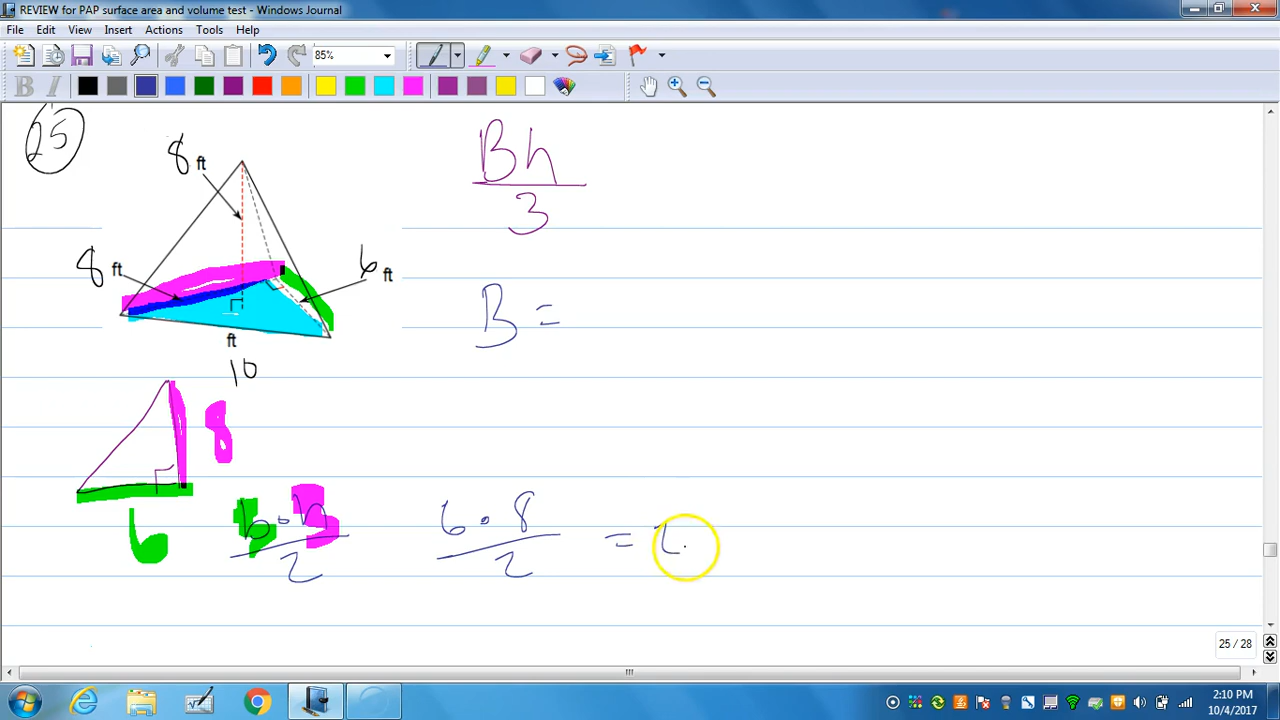 REVIEW for PAP surface area and volume test - Windows Journal
File Edit View Insert Actions Tools Help
85%
B I
25
8 ft
8 ft
6 ft
ft
10
Bh
3
B =
8
6
b · h
2
6 · 8
2
=
25 / 28
2:10 PM
10/4/2017